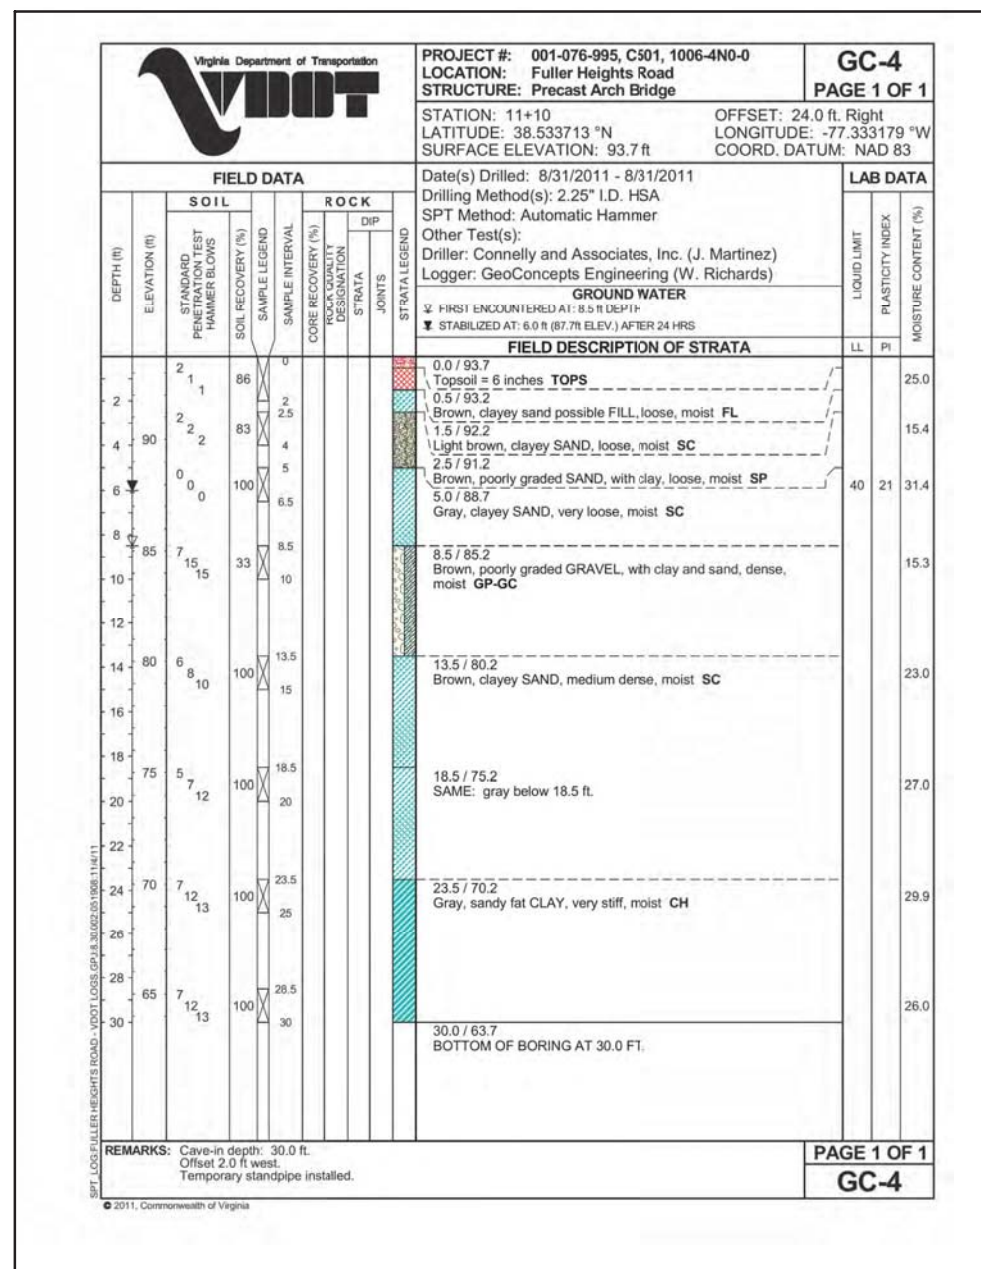 Virginia Department of Transportation
VDOT
PROJECT #: 001-076-995, C501, 1006-4N0-0
LOCATION: Fuller Heights Road
STRUCTURE: Precast Arch Bridge
GC-4
PAGE 1 OF 1
STATION: 11+10 OFFSET: 24.0 ft. Right
LATITUDE: 38.533713 °N LONGITUDE: -77.333179 °W
SURFACE ELEVATION: 93.7 ft COORD. DATUM: NAD 83
FIELD DATA
Date(s) Drilled: 8/31/2011 - 8/31/2011
Drilling Method(s): 2.25" I.D. HSA
SPT Method: Automatic Hammer
Other Test(s):
Driller: Connelly and Associates, Inc. (J. Martinez)
Logger: GeoConcepts Engineering (W. Richards)
GROUND WATER
FIRST ENCOUNTERED AT: 8.5 ft DEPTH
STABILIZED AT: 6.0 ft (87.7ft ELEV.) AFTER 24 HRS
FIELD DESCRIPTION OF STRATA
LAB DATA
SOIL
ROCK
DIP
DEPTH (ft)
ELEVATION (ft)
STANDARD
PENETRATION TEST
HAMMER BLOWS
SOIL RECOVERY (%)
SAMPLE LEGEND
SAMPLE INTERVAL
CORE RECOVERY (%)
ROCK QUALITY
DESIGNATION
STRATA
JOINTS
STRATA LEGEND
LIQUID LIMIT
PLASTICITY INDEX
MOISTURE CONTENT (%)
LL PI
2 1 1 86 0 2 25.0
2 2 2 83 2.5 4 15.4
0 0 0 100 5 6.5 40 21 31.4
7 15 15 33 8.5 10 15.3
6 8 10 100 13.5 15 23.0
5 7 12 100 18.5 20 27.0
7 12 13 100 23.5 25 29.9
7 12 13 100 28.5 30 26.0
2
4
6
8
10
12
14
16
18
20
22
24
26
28
30
90
85
80
75
70
65
0.0 / 93.7
Topsoil = 6 inches TOPS
0.5 / 93.2
Brown, clayey sand possible FILL, loose, moist FL
1.5 / 92.2
Light brown, clayey SAND, loose, moist SC
2.5 / 91.2
Brown, poorly graded SAND, with clay, loose, moist SP
5.0 / 88.7
Gray, clayey SAND, very loose, moist SC
8.5 / 85.2
Brown, poorly graded GRAVEL, with clay and sand, dense,
moist GP-GC
13.5 / 80.2
Brown, clayey SAND, medium dense, moist SC
18.5 / 75.2
SAME: gray below 18.5 ft.
23.5 / 70.2
Gray, sandy fat CLAY, very stiff, moist CH
30.0 / 63.7
BOTTOM OF BORING AT 30.0 FT.
REMARKS: Cave-in depth: 30.0 ft.
Offset 2.0 ft west.
Temporary standpipe installed.
PAGE 1 OF 1
GC-4
SPT_LOG:FULLER HEIGHTS ROAD - VDOT LOGS.GPJ:8.30.002:051908:11/4/11
© 2011, Commonwealth of Virginia